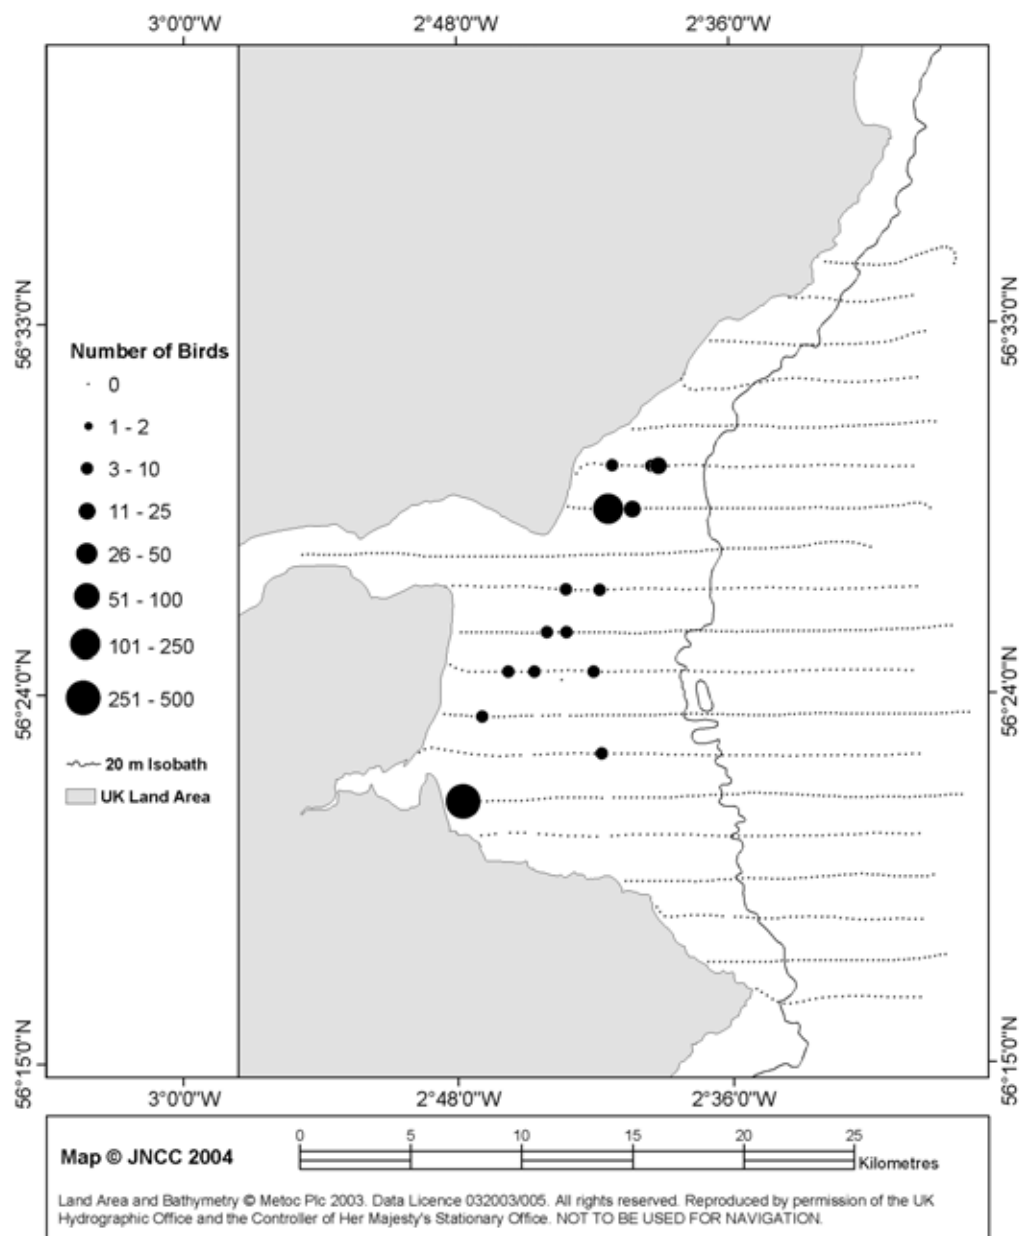 3°0'0"W 2°48'0"W 2°36'0"W
56°33'0"N 56°33'0"N
Number of Birds
0
1 - 2
3 - 10
11 - 25
26 - 50
51 - 100
101 - 250
251 - 500
56°24'0"N 56°24'0"N
20 m Isobath
UK Land Area
56°15'0"N 56°15'0"N
3°0'0"W 2°48'0"W 2°36'0"W
0 5 10 15 20 25
Map © JNCC 2004
Kilometres
Land Area and Bathymetry © Metoc Plc 2003. Data Licence 032003/005. All rights reserved. Reproduced by permission of the UK
Hydrographic Office and the Controller of Her Majesty's Stationary Office. NOT TO BE USED FOR NAVIGATION.